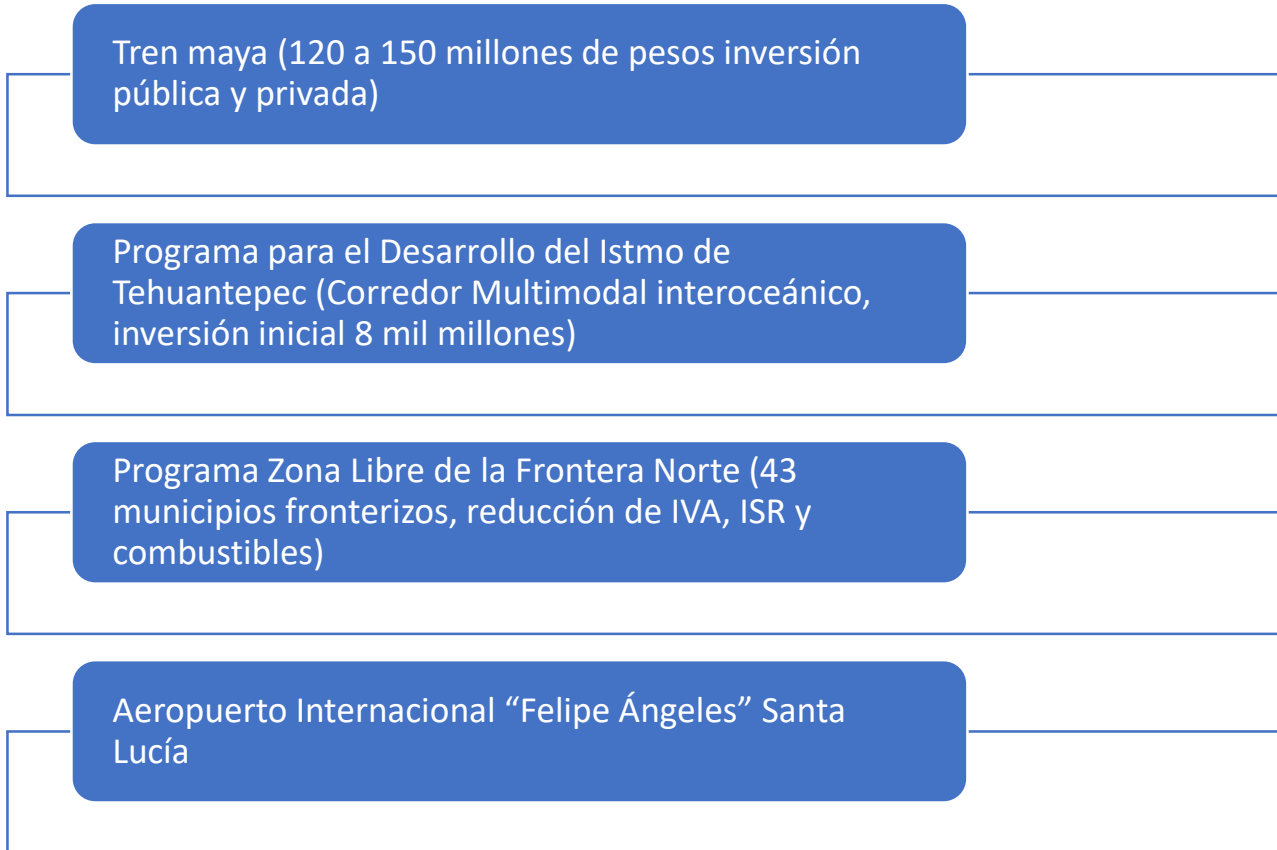 Tren maya (120 a 150 millones de pesos inversión
pública y privada)
Programa para el Desarrollo del Istmo de
Tehuantepec (Corredor Multimodal interoceánico,
inversión inicial 8 mil millones)
Programa Zona Libre de la Frontera Norte (43
municipios fronterizos, reducción de IVA, ISR y
combustibles)
Aeropuerto Internacional “Felipe Ángeles” Santa
Lucía